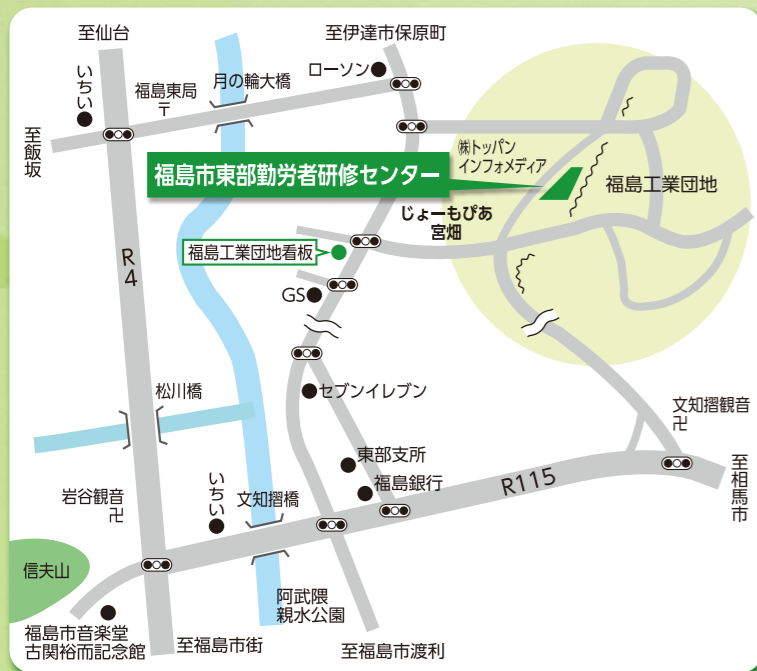 至仙台
至伊達市保原町
いちい
福島東局
〒
月の輪大橋
ローソン
至飯坂
㈱トッパン
インフォメディア
福島市東部勤労者研修センター
福島工業団地
じょーもぴあ
宮畑
R4
福島工業団地看板
GS
松川橋
セブンイレブン
文知摺観音
卍
東部支所
福島銀行
至相馬市
R115
岩谷観音
卍
いちい
文知摺橋
信夫山
阿武隈
親水公園
福島市音楽堂
古関裕而記念館
至福島市街
至福島市渡利